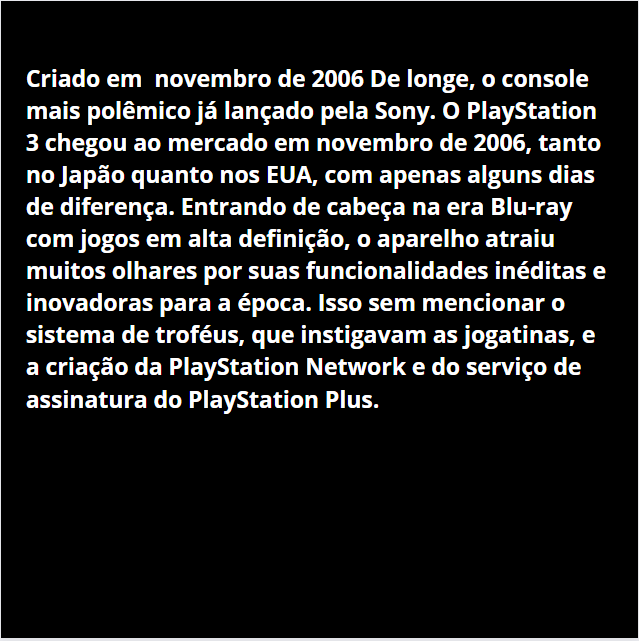 Criado em  novembro de 2006 De longe, o console
mais polêmico já lançado pela Sony. O PlayStation
3 chegou ao mercado em novembro de 2006, tanto
no Japão quanto nos EUA, com apenas alguns dias
de diferença. Entrando de cabeça na era Blu-ray
com jogos em alta definição, o aparelho atraiu
muitos olhares por suas funcionalidades inéditas e
inovadoras para a época. Isso sem mencionar o
sistema de troféus, que instigavam as jogatinas, e
a criação da PlayStation Network e do serviço de
assinatura do PlayStation Plus.